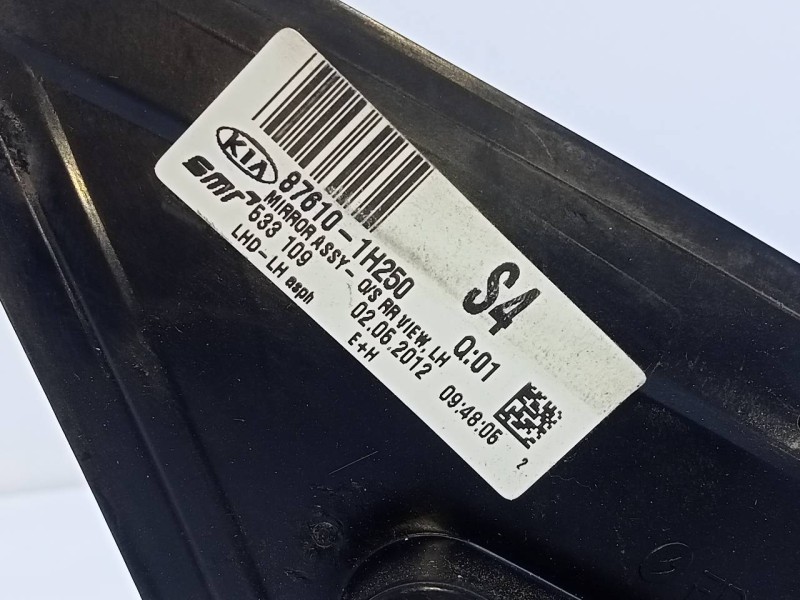 KIA
87610-1H250
S4
MIRROR ASSY- O/S RR VIEW, LH
Q:01
smr 533 109
02.06.2012
09:48:06
LHD-LH asph
E+H
2